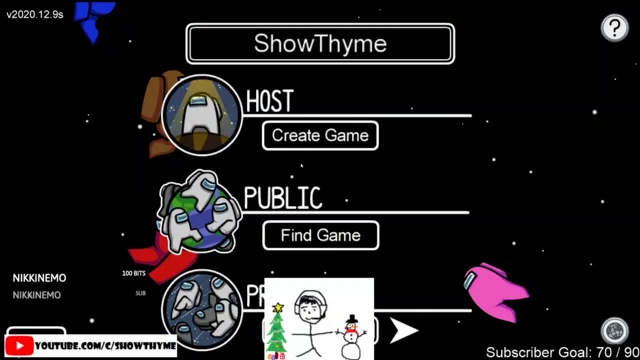 v2020.12.9s
?
ShowThyme
HOST
Create Game
PUBLIC
Find Game
100 BITS
NIKKINEMO
NIKKINEMO
SUB
PR
YOUTUBE.COM/C/SHOWTHYME
Subscriber Goal: 70 / 90